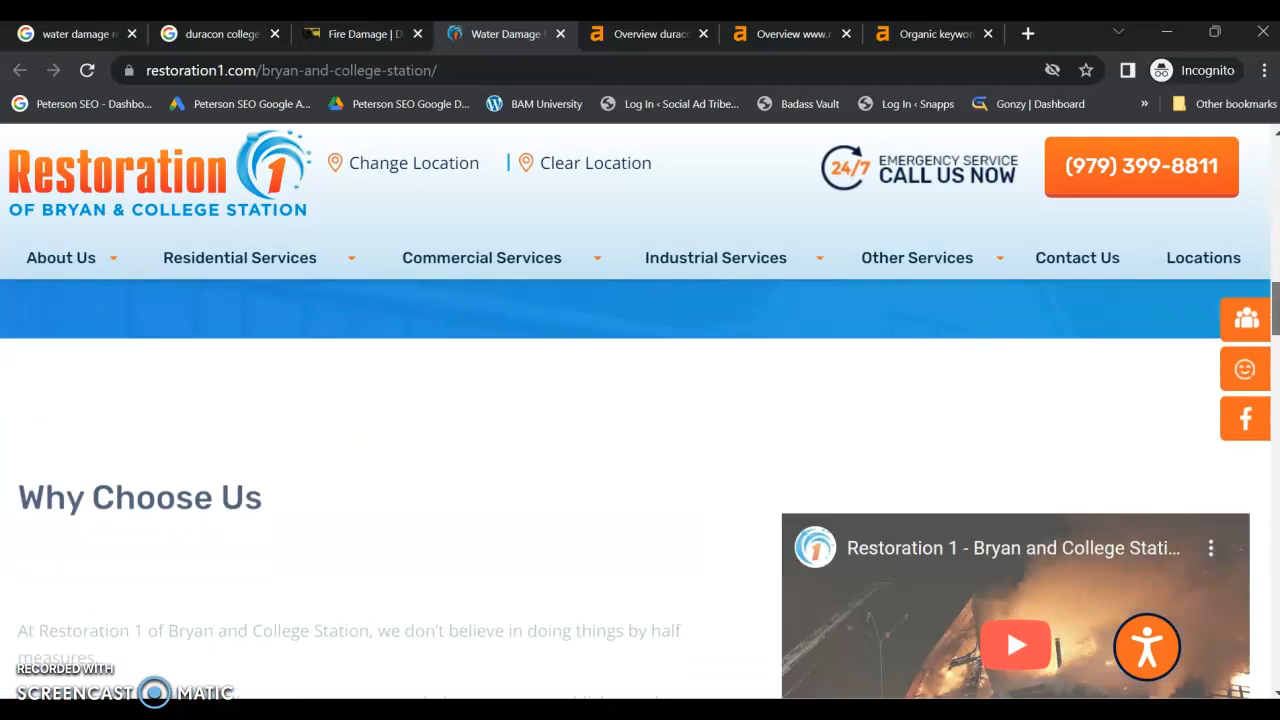 water damage r
duracon college
Fire Damage | D
Water Damage
Overview durac
Overview www.r
Organic keywor
restoration1.com/bryan-and-college-station/
Incognito
Peterson SEO - Dashbo...
Peterson SEO Google A...
Peterson SEO Google D...
BAM University
Log In ‹ Social Ad Tribe...
Badass Vault
Log In ‹ Snapps
Gonzy | Dashboard
»
Other bookmarks
Restoration 1
OF BRYAN & COLLEGE STATION
Change Location
Clear Location
24/7
EMERGENCY SERVICE
CALL US NOW
(979) 399-8811
About Us
Residential Services
Commercial Services
Industrial Services
Other Services
Contact Us
Locations
Why Choose Us
Restoration 1 - Bryan and College Stati...
At Restoration 1 of Bryan and College Station, we don't believe in doing things by half
measures.
RECORDED WITH
SCREENCAST MATIC